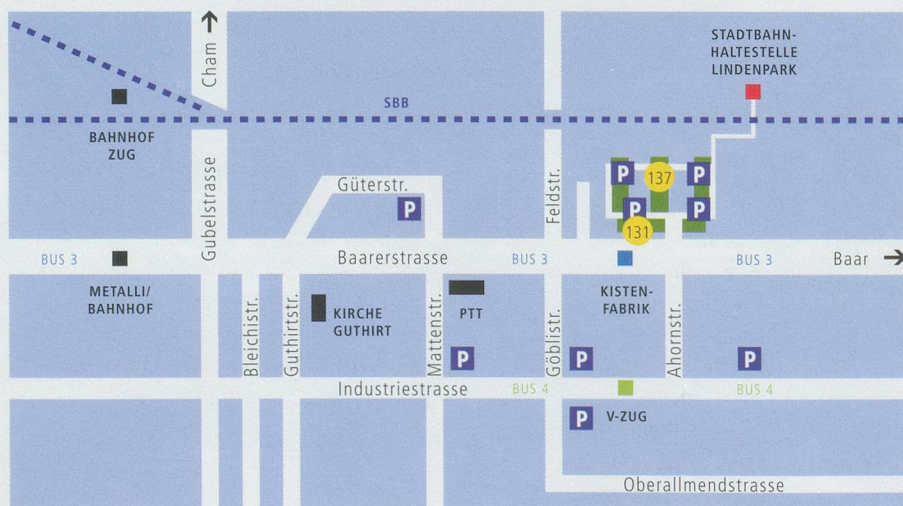 Cham
STADTBAHN-
HALTESTELLE
LINDENPARK
SBB
BAHNHOF
ZUG
Gubelstrasse
Güterstr.
P
Feldstr.
P
137
P
P
P
131
BUS 3
Baarerstrasse
BUS 3
BUS 3
Baar
METALLI/
BAHNHOF
Bleichistr.
Guthirtstr.
KIRCHE
GUTHIRT
Mattenstr.
PTT
P
Göblistr.
KISTEN-
FABRIK
P
Ahornstr.
P
Industriestrasse
BUS 4
BUS 4
P
V-ZUG
Oberallmendstrasse